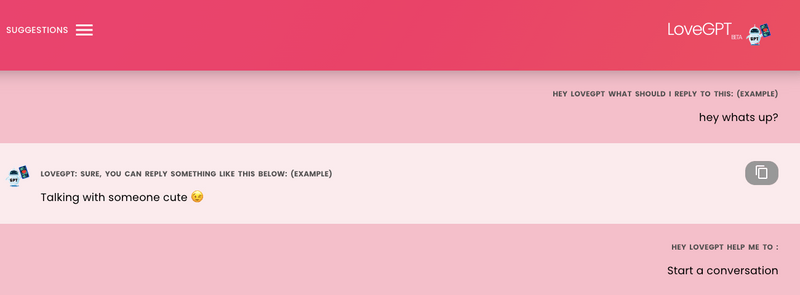 SUGGESTIONS
LoveGPT BETA
HEY LOVEGPT WHAT SHOULD I REPLY TO THIS: (EXAMPLE)
hey whats up?
GPT
LOVEGPT: SURE, YOU CAN REPLY SOMETHING LIKE THIS BELOW: (EXAMPLE)
Talking with someone cute 😉
HEY LOVEGPT HELP ME TO :
Start a conversation